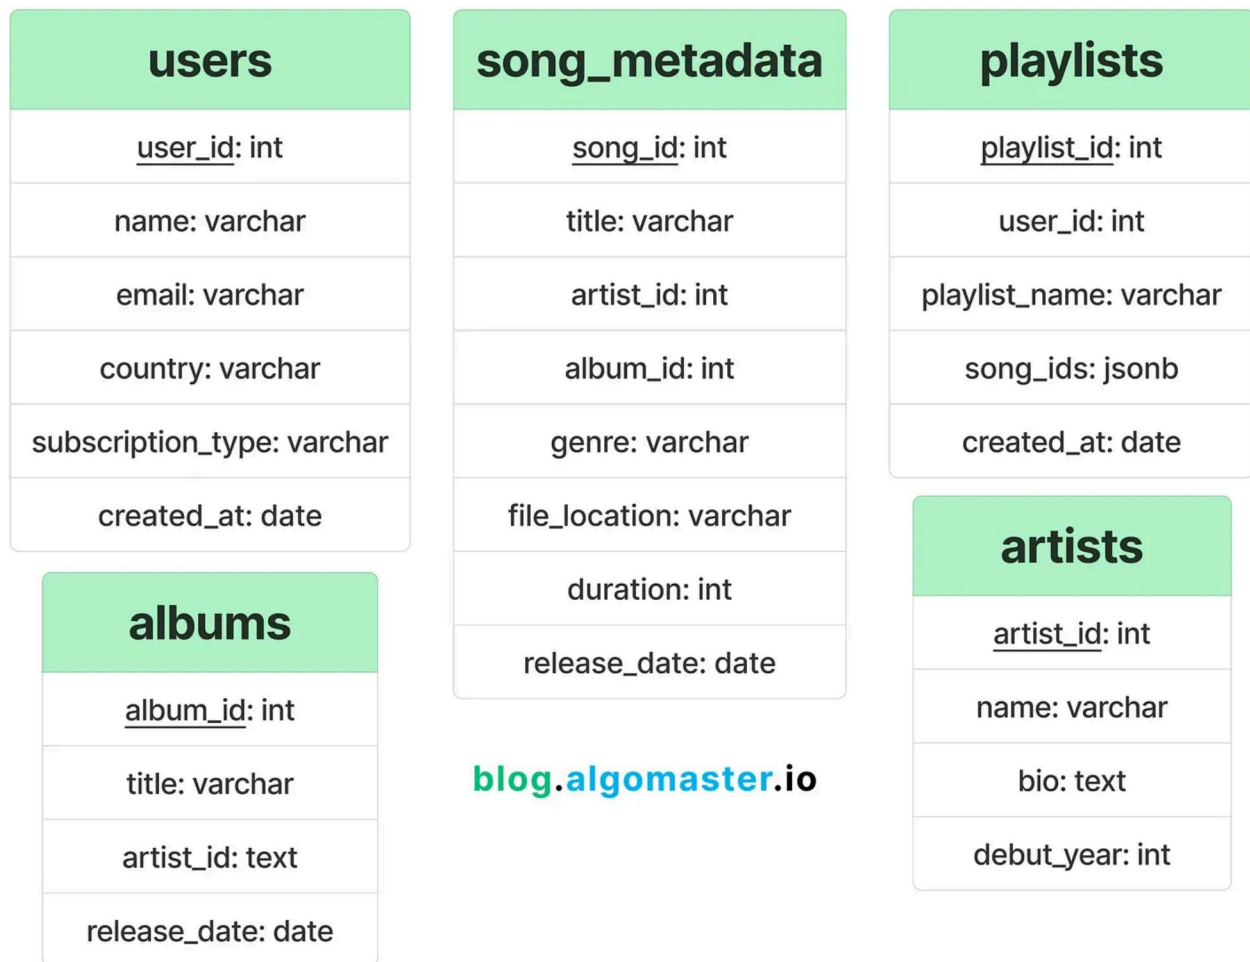 users
user_id: int
name: varchar
email: varchar
country: varchar
subscription_type: varchar
created_at: date
song_metadata
song_id: int
title: varchar
artist_id: int
album_id: int
genre: varchar
file_location: varchar
duration: int
release_date: date
playlists
playlist_id: int
user_id: int
playlist_name: varchar
song_ids: jsonb
created_at: date
albums
album_id: int
title: varchar
artist_id: text
release_date: date
artists
artist_id: int
name: varchar
bio: text
debut_year: int
blog.algomaster.io